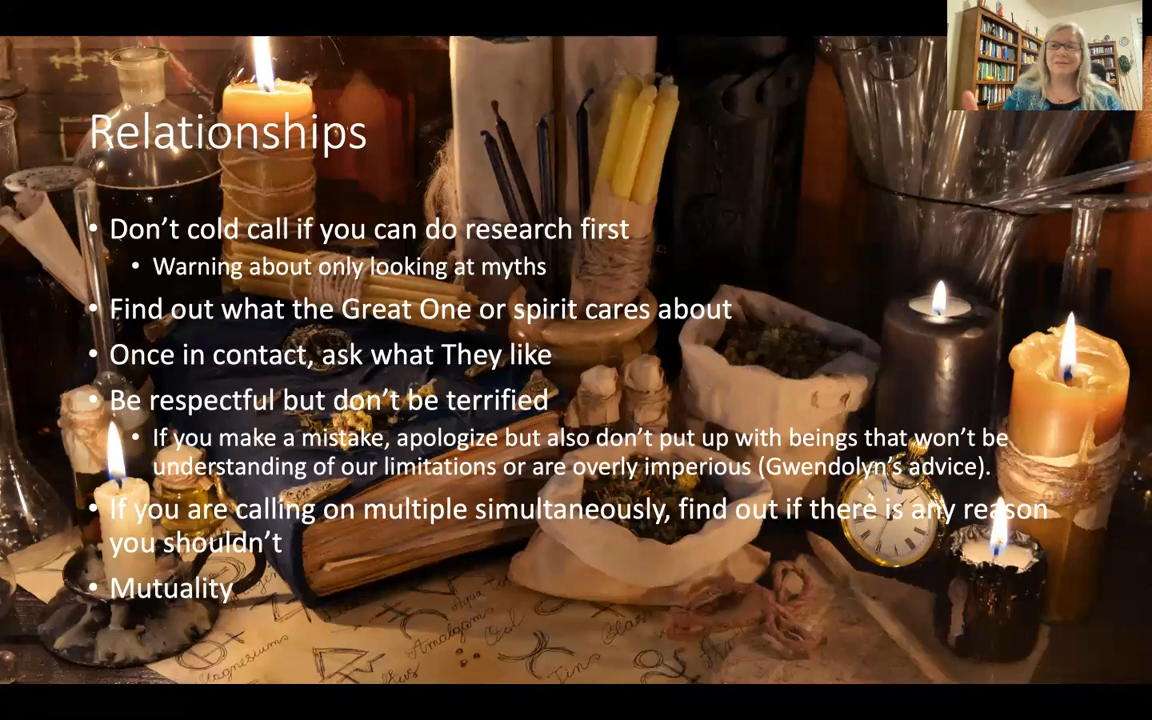 Relationships
• Don't cold call if you can do research first
• Warning about only looking at myths
• Find out what the Great One or spirit cares about
• Once in contact, ask what They like
• Be respectful but don't be terrified
• If you make a mistake, apologize but also don't put up with beings that won't be
understanding of our limitations or are overly imperious (Gwendolyn's advice).
• If you are calling on multiple simultaneously, find out if there is any reason
you shouldn't
• Mutuality
Aqua
Amalgam
Magnesiums
Tin